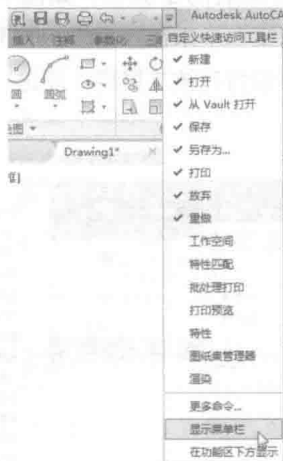 Autodesk AutoCA
插入 注释 参数化 三维
自定义快速访问工具栏
新建
打开
从 Vault 打开
保存
另存为...
打印
放弃
重做
工作空间
特性匹配
批处理打印
打印预览
特性
图纸集管理器
渲染
更多命令...
显示菜单栏
在功能区下方显示
圆 圆弧
绘图
Drawing1*